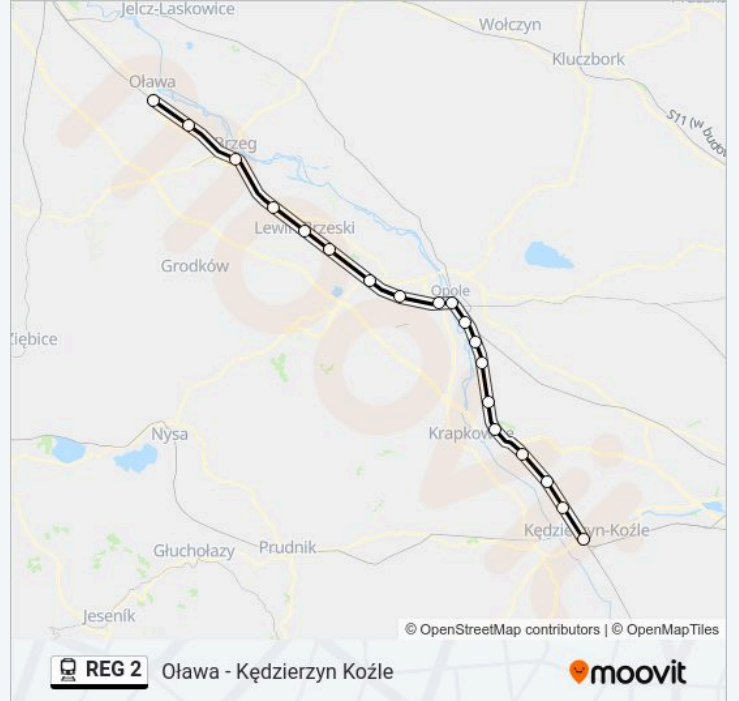 Jelcz-Laskowice
Wołczyn
Kluczbork
Oława
S11 (w budow
Brzeg
Lewin Brzeski
Grodków
Opole
Ziębice
Nysa
Krapkowice
Kędzierzyn-Koźle
Głuchołazy
Prudnik
Jeseník
© OpenStreetMap contributors | © OpenMapTiles
REG 2 Oława - Kędzierzyn Koźle
moovit